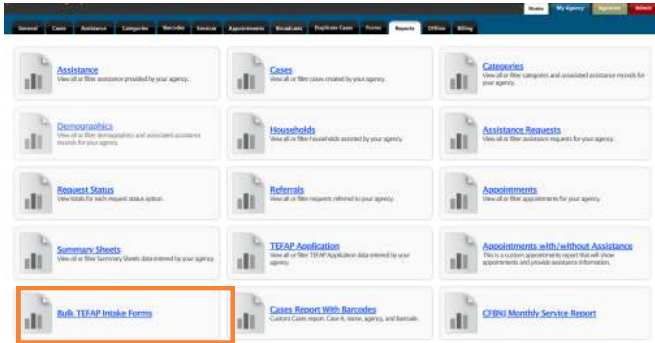 Home My Agency Agencies Admin
General Cases Assistance Categories Barcodes Services Appointments Broadcasts Duplicate Cases Forms Reports Offline Billing
Assistance
View all or filter assistance provided by your agency.
Cases
View all or filter cases created by your agency.
Categories
View all or filter categories and associated assistance records for
your agency.
Demographics
View all or filter demographics and associated assistance
records for your agency.
Households
View all or filter households assisted by your agency.
Assistance Requests
View all or filter assistance requests for your agency.
Request Status
View totals for each request status option.
Referrals
View all or filter requests referred to your agency.
Appointments
View all or filter appointments for your agency.
Summary Sheets
View all or filter Summary Sheets data entered by your agency.
TEFAP Application
View all or filter TEFAP Application data entered by your
agency.
Appointments with/without Assistance
This is a custom appointments report that will show
appointments and provide assistance information.
Bulk TEFAP Intake Forms
Cases Report With Barcodes
Custom Cases report. Case #, name, agency, and barcode.
CFBNJ Monthly Service Report